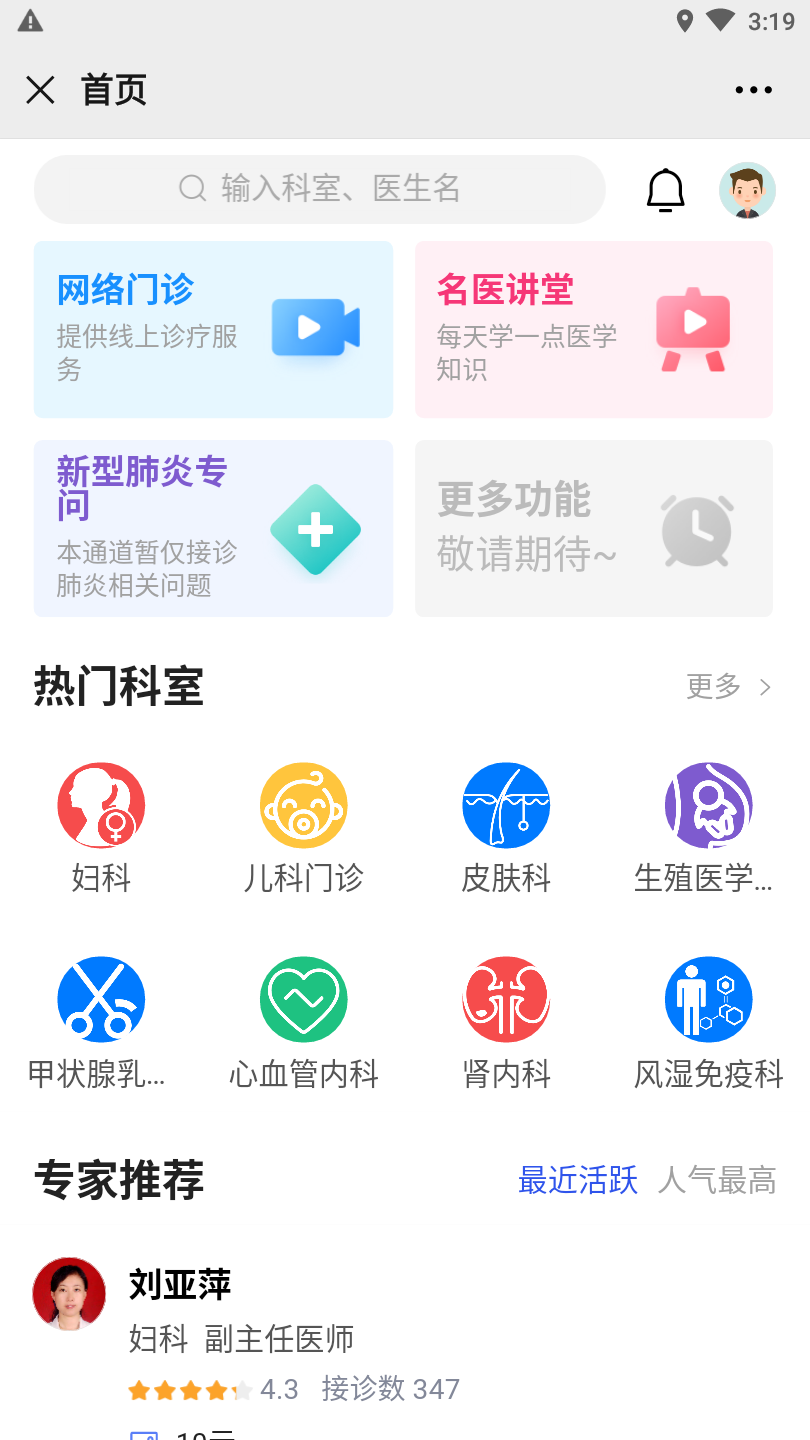 3:19
首页
输入科室、医生名
网络门诊
提供线上诊疗服
务
名医讲堂
每天学一点医学
知识
新型肺炎专
问
本通道暂仅接诊
肺炎相关问题
更多功能
敬请期待~
热门科室
更多
妇科
儿科门诊
皮肤科
生殖医学...
甲状腺乳...
心血管内科
肾内科
风湿免疫科
专家推荐
最近活跃
人气最高
刘亚萍
妇科 副主任医师
4.3 接诊数 347